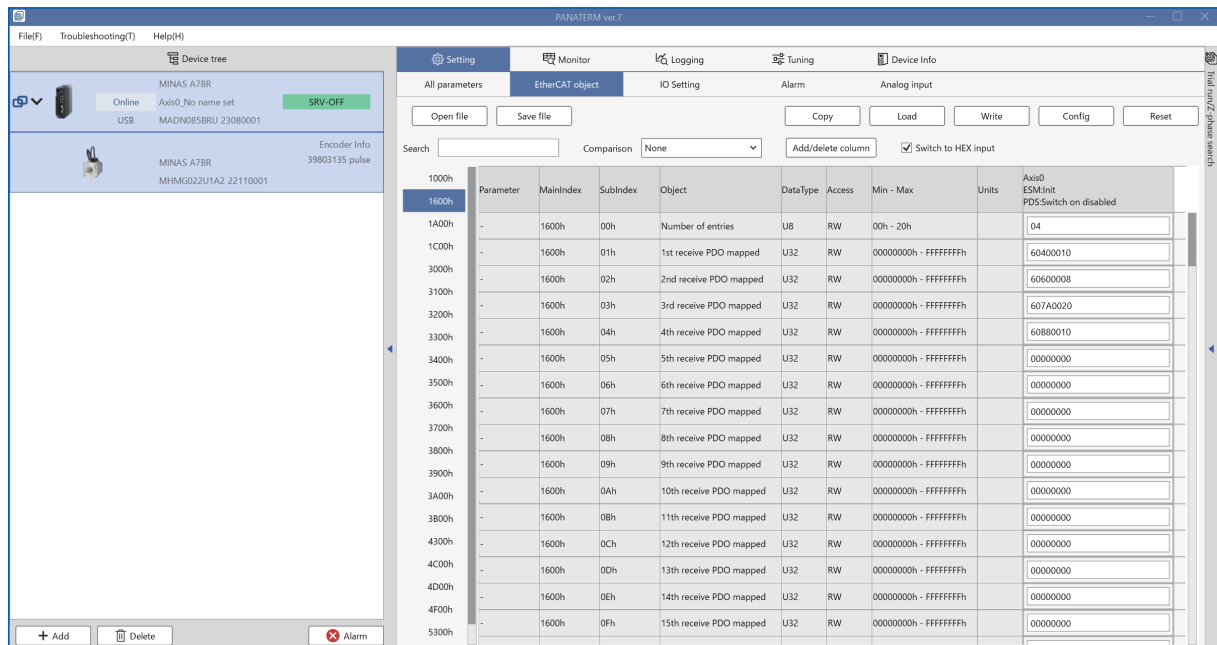 PANATERM ver.7
File(F) Troubleshooting(T) Help(H)
Device tree
MINAS A7BR
Online Axis0_No name set SRV-OFF
USB MADN085BRU 23080001
Encoder Info
MINAS A7BR 39803135 pulse
MHMG022U1A2 22110001
+ Add Delete Alarm
Setting Monitor Logging Tuning Device Info
All parameters EtherCAT object IO Setting Alarm Analog input
Open file Save file Copy Load Write Config Reset
Search Comparison None Add/delete column Switch to HEX input
1000h
1600h
1A00h
1C00h
3000h
3100h
3200h
3300h
3400h
3500h
3600h
3700h
3800h
3900h
3A00h
3B00h
4300h
4C00h
4D00h
4F00h
5300h
Parameter MainIndex SubIndex Object DataType Access Min - Max Units Axis0
ESM:Init
PDS:Switch on disabled
- 1600h 00h Number of entries U8 RW 00h - 20h 04
- 1600h 01h 1st receive PDO mapped U32 RW 00000000h - FFFFFFFFh 60400010
- 1600h 02h 2nd receive PDO mapped U32 RW 00000000h - FFFFFFFFh 60600008
- 1600h 03h 3rd receive PDO mapped U32 RW 00000000h - FFFFFFFFh 607A0020
- 1600h 04h 4th receive PDO mapped U32 RW 00000000h - FFFFFFFFh 60B80010
- 1600h 05h 5th receive PDO mapped U32 RW 00000000h - FFFFFFFFh 00000000
- 1600h 06h 6th receive PDO mapped U32 RW 00000000h - FFFFFFFFh 00000000
- 1600h 07h 7th receive PDO mapped U32 RW 00000000h - FFFFFFFFh 00000000
- 1600h 08h 8th receive PDO mapped U32 RW 00000000h - FFFFFFFFh 00000000
- 1600h 09h 9th receive PDO mapped U32 RW 00000000h - FFFFFFFFh 00000000
- 1600h 0Ah 10th receive PDO mapped U32 RW 00000000h - FFFFFFFFh 00000000
- 1600h 0Bh 11th receive PDO mapped U32 RW 00000000h - FFFFFFFFh 00000000
- 1600h 0Ch 12th receive PDO mapped U32 RW 00000000h - FFFFFFFFh 00000000
- 1600h 0Dh 13th receive PDO mapped U32 RW 00000000h - FFFFFFFFh 00000000
- 1600h 0Eh 14th receive PDO mapped U32 RW 00000000h - FFFFFFFFh 00000000
- 1600h 0Fh 15th receive PDO mapped U32 RW 00000000h - FFFFFFFFh 00000000
Trial run/Z-phase search